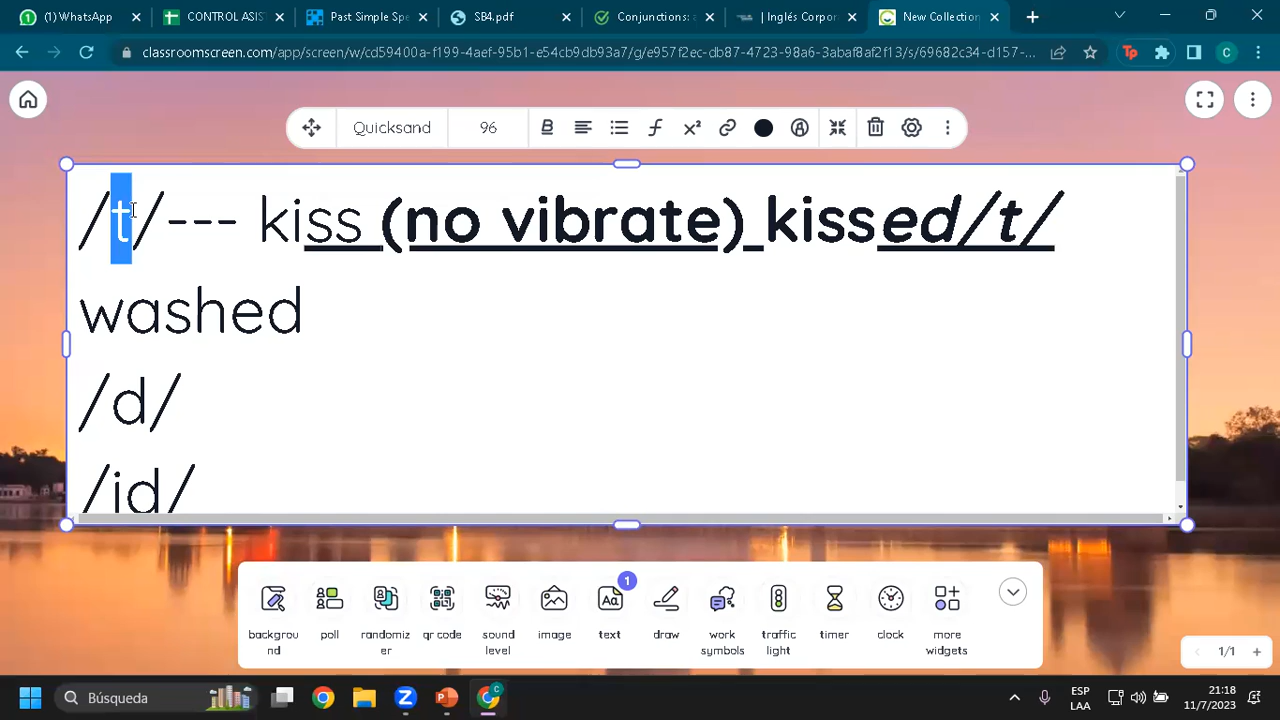 (1) WhatsApp
CONTROL ASIS
Past Simple Spe
SB4.pdf
Conjunctions: a
| Inglés Corpor
New Collection
classroomscreen.com/app/screen/w/cd59400a-f199-4aef-95b1-e54cb9db93a7/g/e957f2ec-db87-4723-98a6-3abaf8af2f13/s/69682c34-d157-...
Quicksand 96
/t/--- kiss (no vibrate) kissed/t/
washed
/d/
/id/
1
background
poll
randomizer
qr code
sound level
image
text
draw
work symbols
traffic light
timer
clock
more widgets
1/1
Búsqueda
ESP
LAA
21:18
11/7/2023